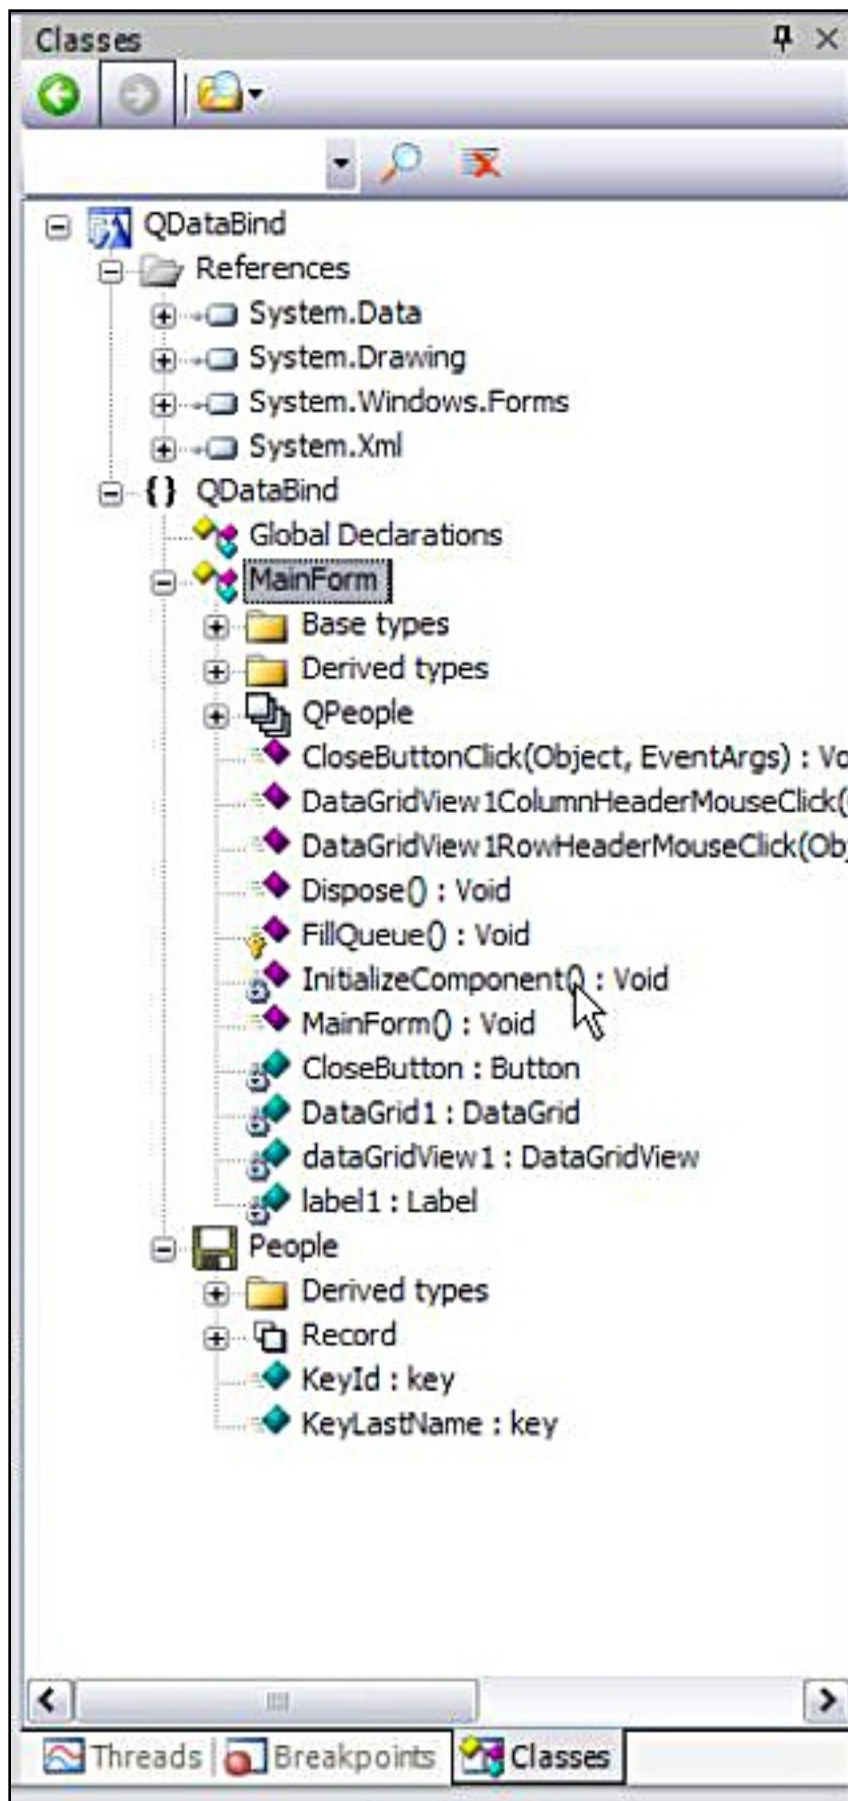 Classes
QDataBind
References
System.Data
System.Drawing
System.Windows.Forms
System.Xml
{} QDataBind
Global Declarations
MainForm
Base types
Derived types
QPeople
CloseButtonClick(Object, EventArgs) : Vo
DataGridView1ColumnHeaderMouseClick(
DataGridView1RowHeaderMouseClick(Obj
Dispose() : Void
FillQueue() : Void
InitializeComponent() : Void
MainForm() : Void
CloseButton : Button
DataGrid1 : DataGrid
dataGridView1 : DataGridView
label1 : Label
People
Derived types
Record
KeyId : key
KeyLastName : key
Threads Breakpoints Classes